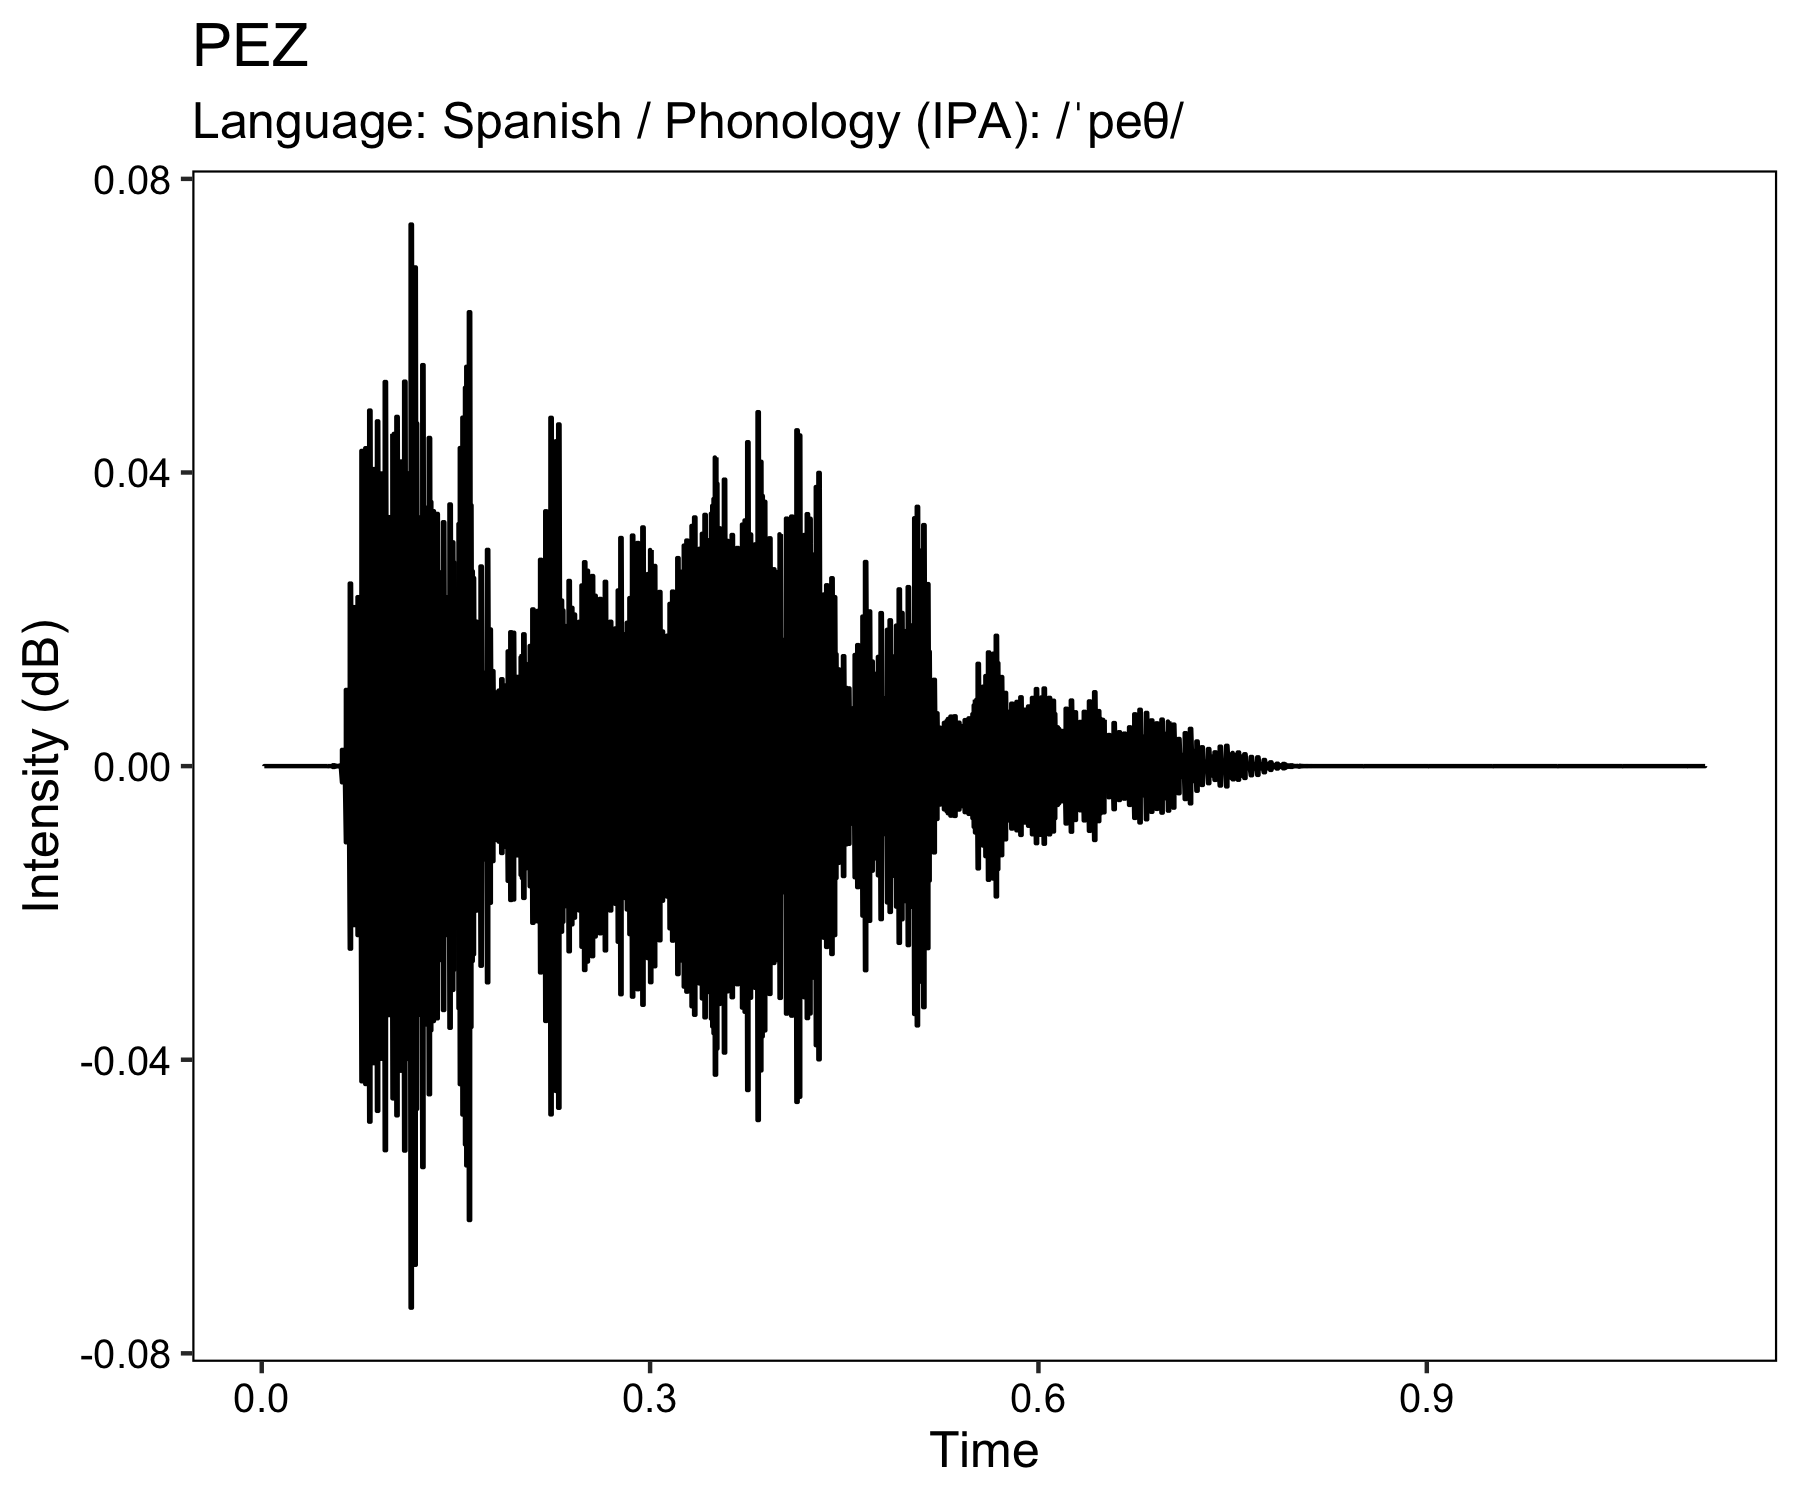 PEZ
Language: Spanish / Phonology (IPA): /ˈpeθ/
0.08
0.04
0.00
-0.04
-0.08
Intensity (dB)
0.0 0.3 0.6 0.9
Time